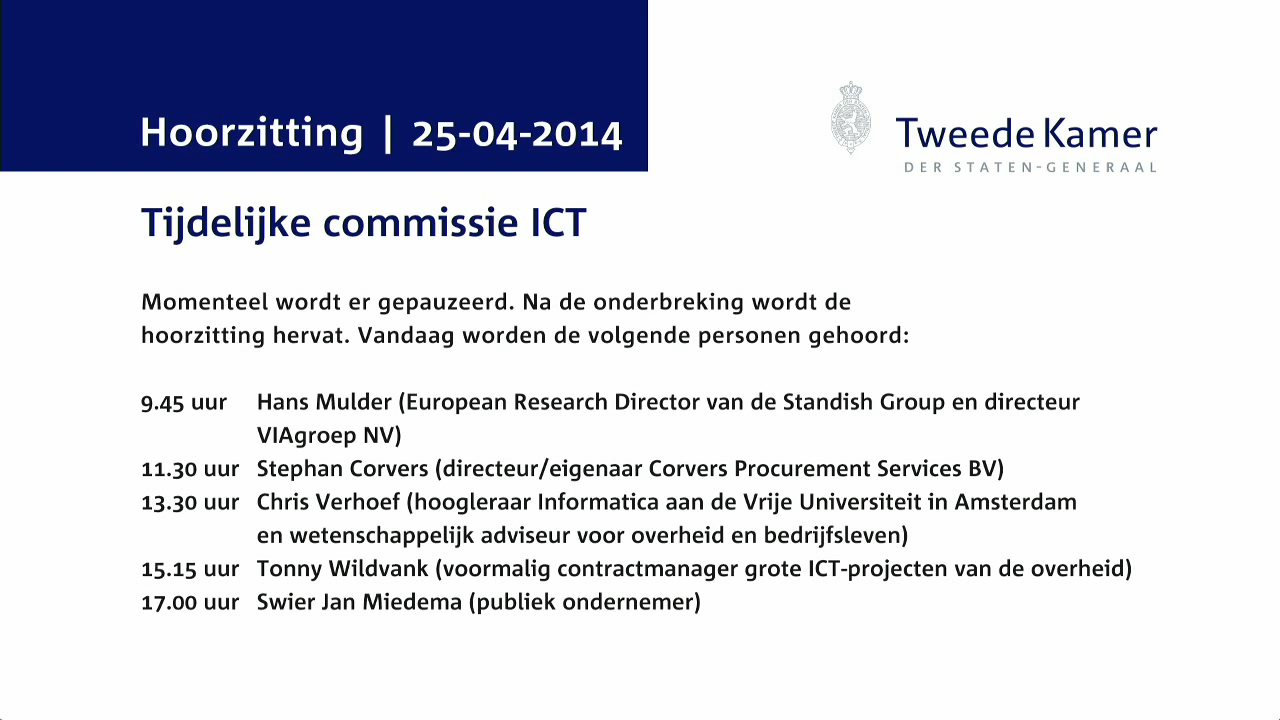 Hoorzitting | 25-04-2014
Tweede Kamer
DER STATEN-GENERAAL
Tijdelijke commissie ICT
Momenteel wordt er gepauzeerd. Na de onderbreking wordt de
hoorzitting hervat. Vandaag worden de volgende personen gehoord:
9.45 uur Hans Mulder (European Research Director van de Standish Group en directeur
VIAgroep NV)
11.30 uur Stephan Corvers (directeur/eigenaar Corvers Procurement Services BV)
13.30 uur Chris Verhoef (hoogleraar Informatica aan de Vrije Universiteit in Amsterdam
en wetenschappelijk adviseur voor overheid en bedrijfsleven)
15.15 uur Tonny Wildvank (voormalig contractmanager grote ICT-projecten van de overheid)
17.00 uur Swier Jan Miedema (publiek ondernemer)